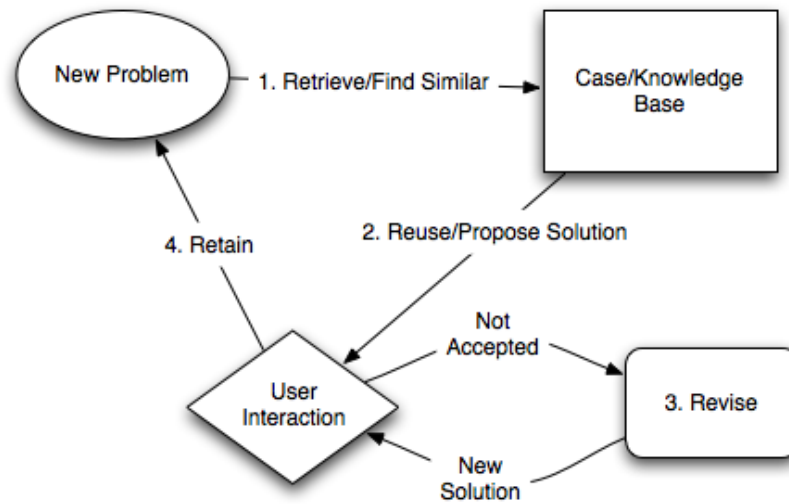 New Problem
1. Retrieve/Find Similar
Case/Knowledge
Base
4. Retain
2. Reuse/Propose Solution
Not
Accepted
User
Interaction
3. Revise
New
Solution